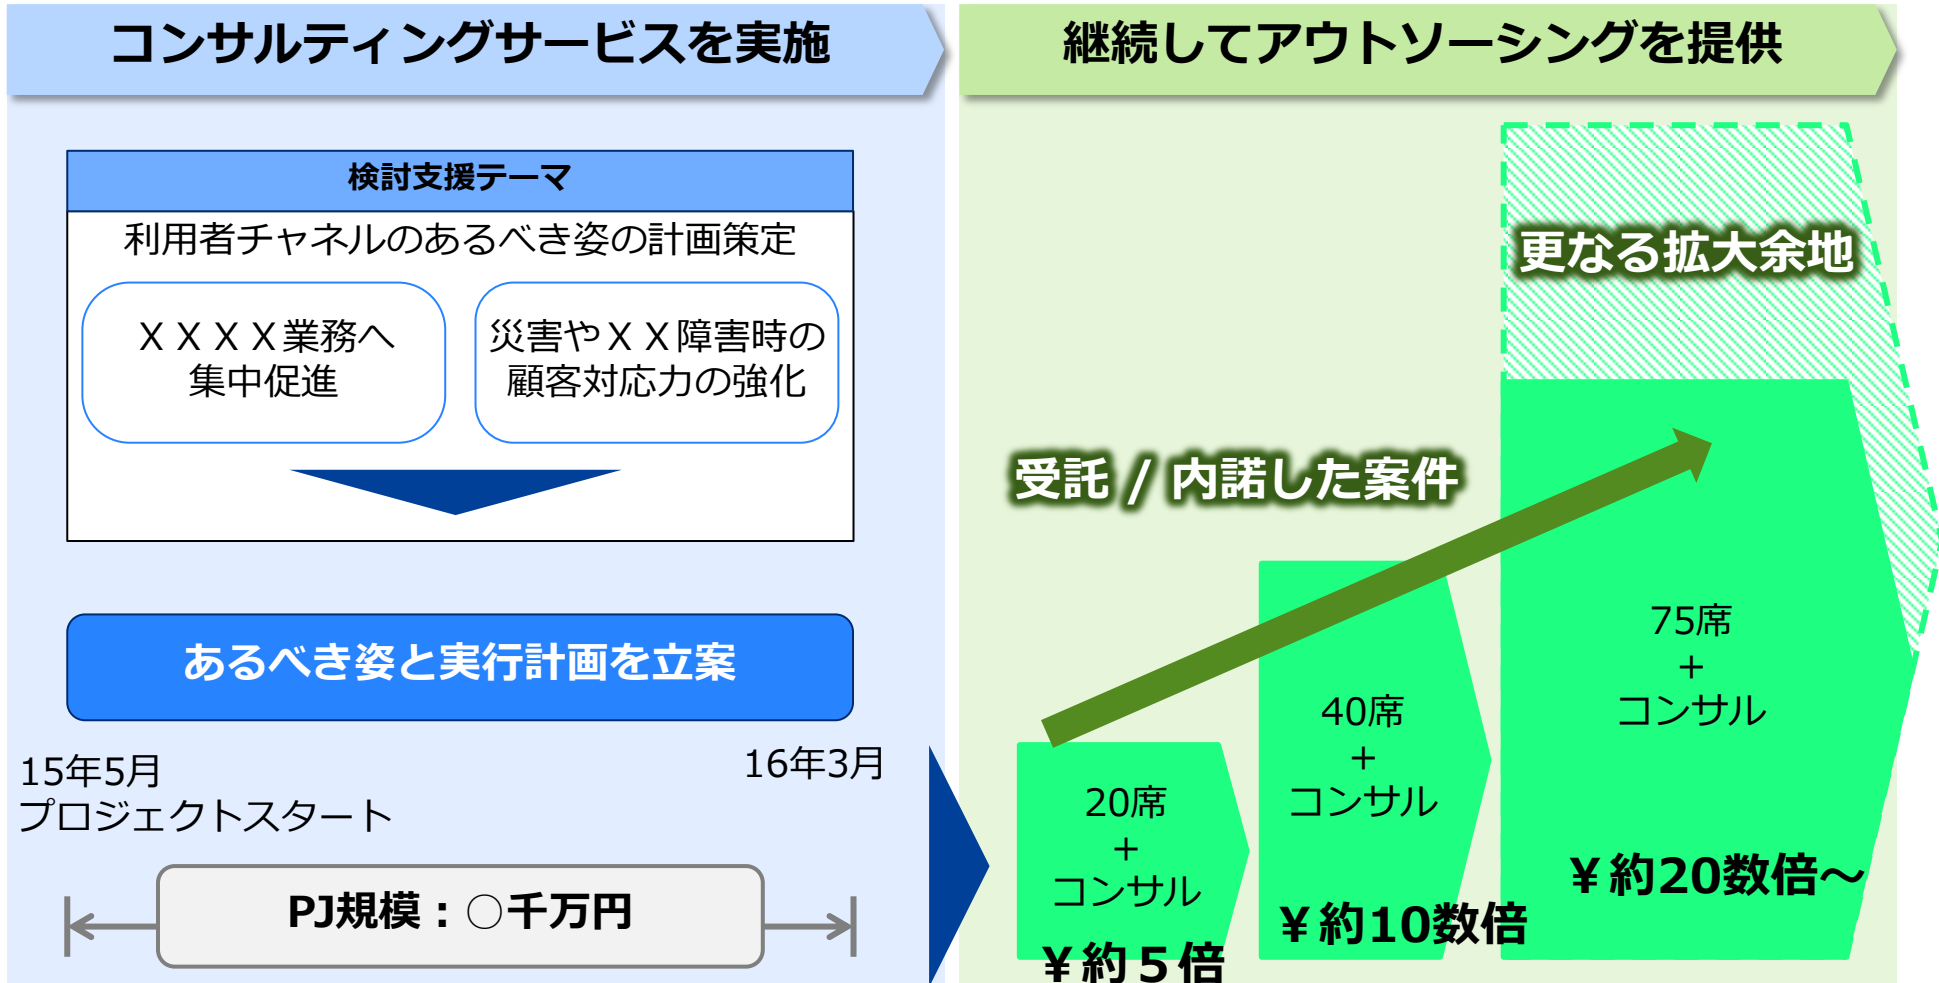 コンサルティングサービスを実施
検討支援テーマ
利用者チャネルのあるべき姿の計画策定
ＸＸＸＸ業務へ
集中促進
災害やＸＸ障害時の
顧客対応力の強化
あるべき姿と実行計画を立案
15年5月
プロジェクトスタート
16年3月
PJ規模：○千万円
継続してアウトソーシングを提供
更なる拡大余地
受託 / 内諾した案件
20席
+
コンサル
￥約５倍
40席
+
コンサル
￥約10数倍
75席
+
コンサル
￥約20数倍～